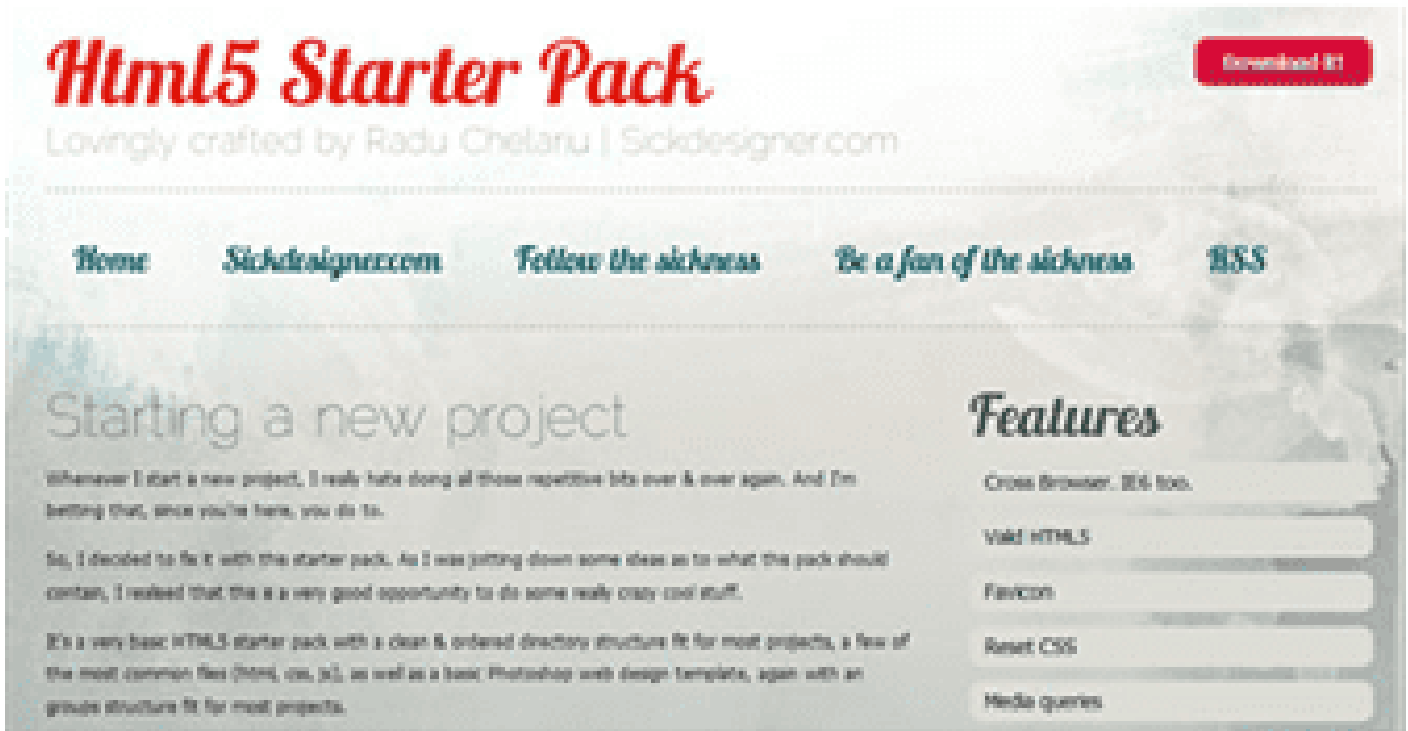 Html5 Starter Pack
Download it!
Lovingly crafted by Radu Chelaru | Sickdesigner.com
Home
Sickdesigner.com
Follow the sickness
Be a fan of the sickness
RSS
Starting a new project
Whenever I start a new project, I really hate doing all those repetitive bits over & over again. And I'm
betting that, since you're here, you do to.
So, I decided to fix it with this starter pack. As I was jotting down some ideas as to what this pack should
contain, I realised that this is a very good opportunity to do some really crazy cool stuff.
It's a very basic HTML5 starter pack with a clean & ordered directory structure fit for most projects, a few of
the most common files (html, css, js), as well as a basic Photoshop web design template, again with an
groups structure fit for most projects.
Features
Cross Browser. IE6 too.
Valid HTML5
Favicon
Reset CSS
Media queries